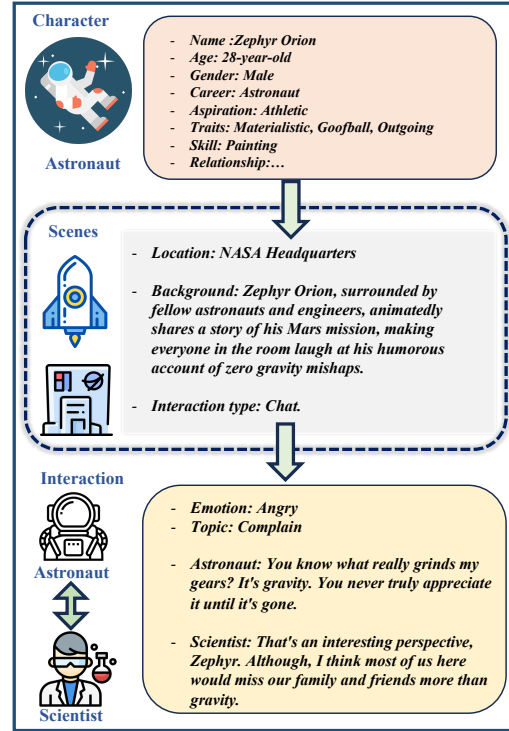 Character
Astronaut
- Name :Zephyr Orion
- Age: 28-year-old
- Gender: Male
- Career: Astronaut
- Aspiration: Athletic
- Traits: Materialistic, Goofball, Outgoing
- Skill: Painting
- Relationship:…
Scenes
- Location: NASA Headquarters
- Background: Zephyr Orion, surrounded by
fellow astronauts and engineers, animatedly
shares a story of his Mars mission, making
everyone in the room laugh at his humorous
account of zero gravity mishaps.
- Interaction type: Chat.
Interaction
Astronaut
Scientist
- Emotion: Angry
- Topic: Complain
- Astronaut: You know what really grinds my
gears? It's gravity. You never truly appreciate
it until it's gone.
- Scientist: That's an interesting perspective,
Zephyr. Although, I think most of us here
would miss our family and friends more than
gravity.